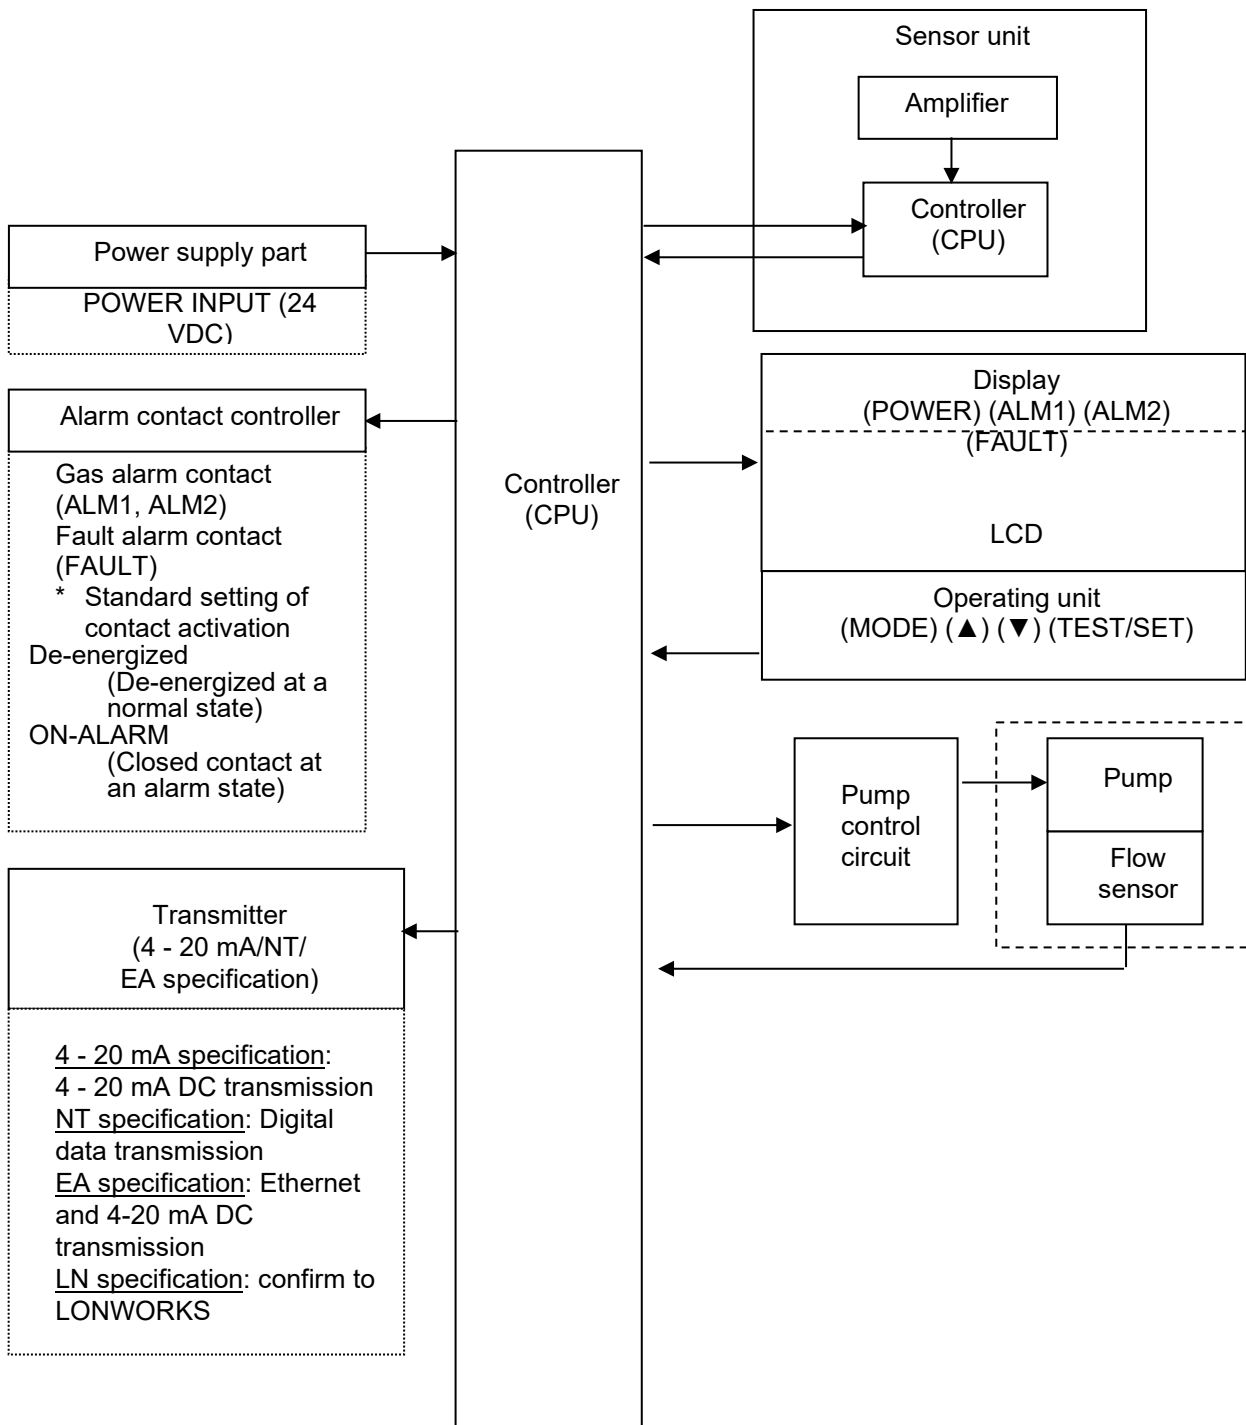 Sensor unit
Amplifier
Controller
(CPU)
Power supply part
POWER INPUT (24
VDC)
Alarm contact controller
Gas alarm contact
(ALM1, ALM2)
Fault alarm contact
(FAULT)
* Standard setting of
contact activation
De-energized
(De-energized at a
normal state)
ON-ALARM
(Closed contact at
an alarm state)
Transmitter
(4 - 20 mA/NT/
EA specification)
4 - 20 mA specification:
4 - 20 mA DC transmission
NT specification: Digital
data transmission
EA specification: Ethernet
and 4-20 mA DC
transmission
LN specification: confirm to
LONWORKS
Controller
(CPU)
Display
(POWER) (ALM1) (ALM2)
(FAULT)
LCD
Operating unit
(MODE) (▲) (▼) (TEST/SET)
Pump
control
circuit
Pump
Flow
sensor